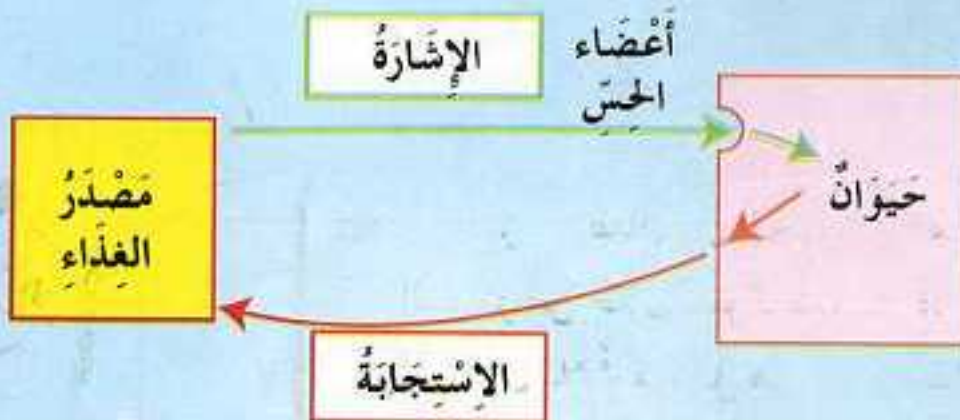 الإِشَارَةُ
أَعْضَاء
الحِسِّ
حَيَوَانٌ
مَصْدَرُ
الغِذَاءِ
الاِسْتِجَابَةُ